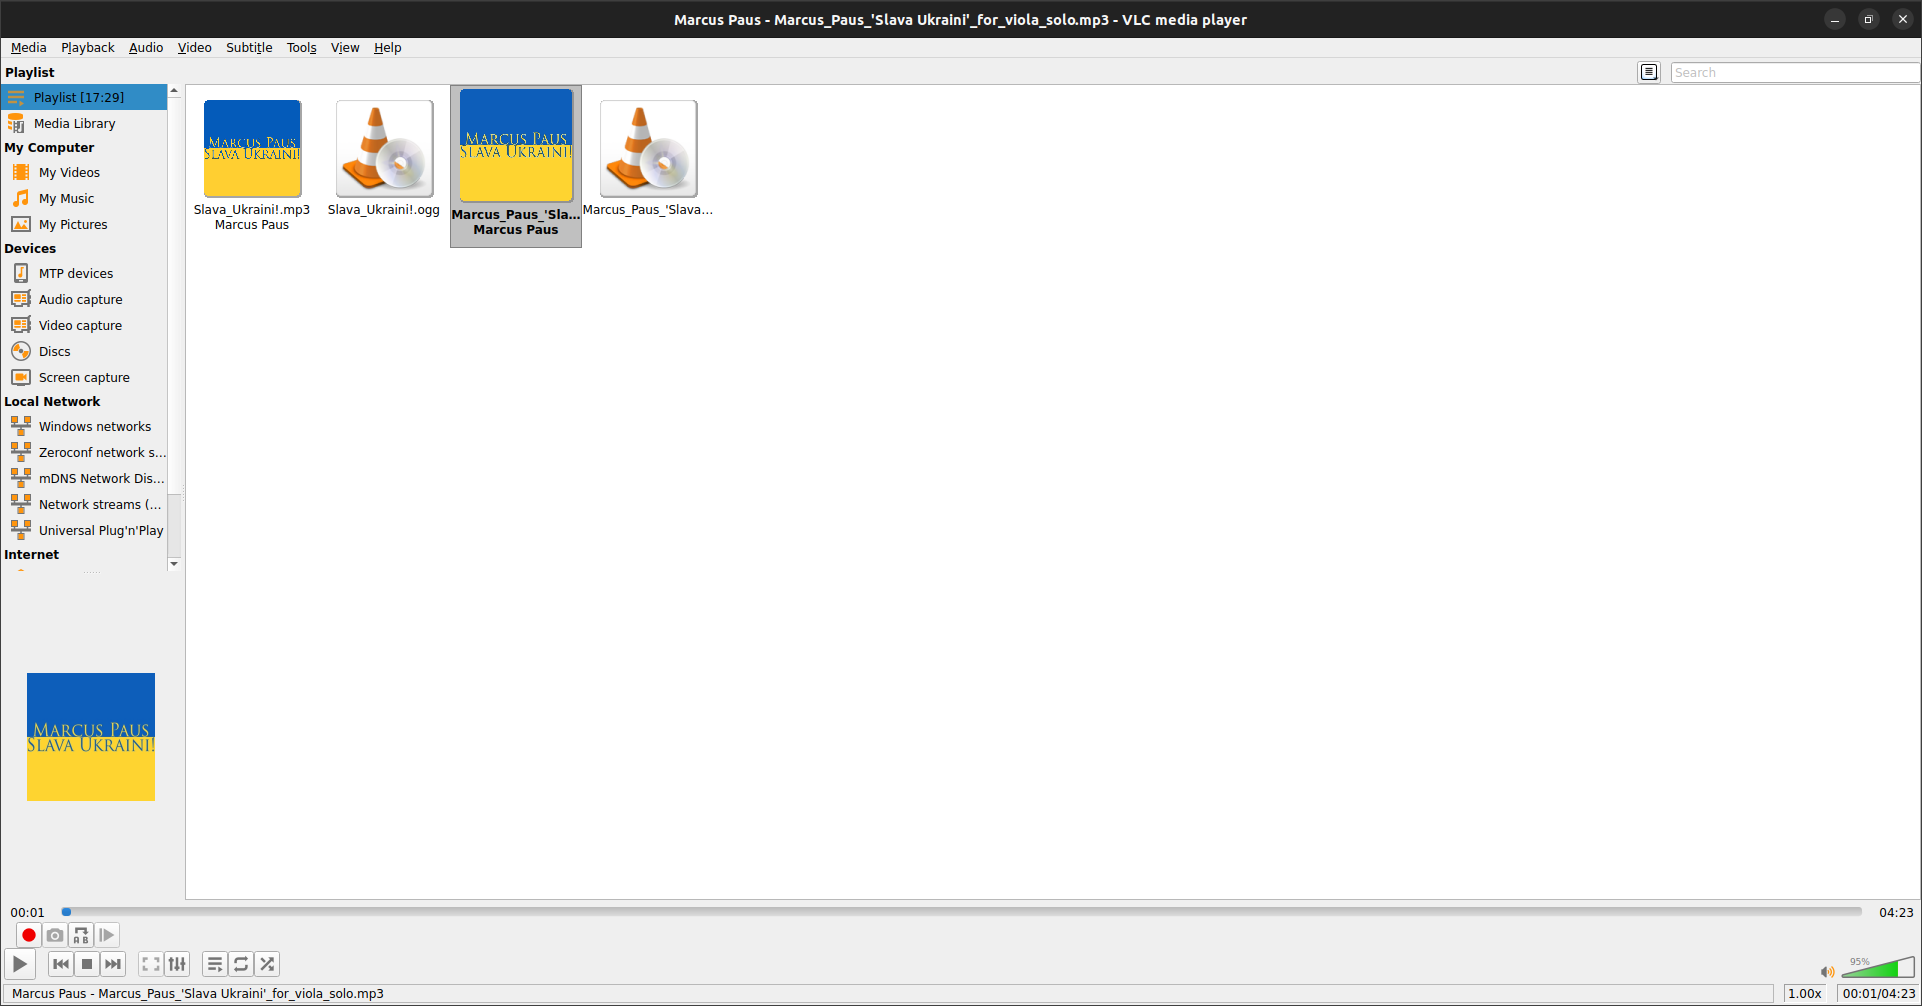 Marcus Paus - Marcus_Paus_'Slava Ukraini'_for_viola_solo.mp3 - VLC media player
Media Playback Audio Video Subtitle Tools View Help
Playlist
Search
Playlist [17:29]
Media Library
My Computer
My Videos
My Music
My Pictures
Devices
MTP devices
Audio capture
Video capture
Discs
Screen capture
Local Network
Windows networks
Zeroconf network s...
mDNS Network Dis...
Network streams (...
Universal Plug'n'Play
Internet
MARCUS PAUS
SLAVA UKRAINI!
Slava_Ukraini!.mp3
Marcus Paus
Slava_Ukraini!.ogg
MARCUS PAUS
SLAVA UKRAINI!
Marcus_Paus_'Sla...
Marcus Paus
Marcus_Paus_'Slava...
MARCUS PAUS
SLAVA UKRAINI!
00:01
04:23
A B
95%
Marcus Paus - Marcus_Paus_'Slava Ukraini'_for_viola_solo.mp3
1.00x
00:01/04:23